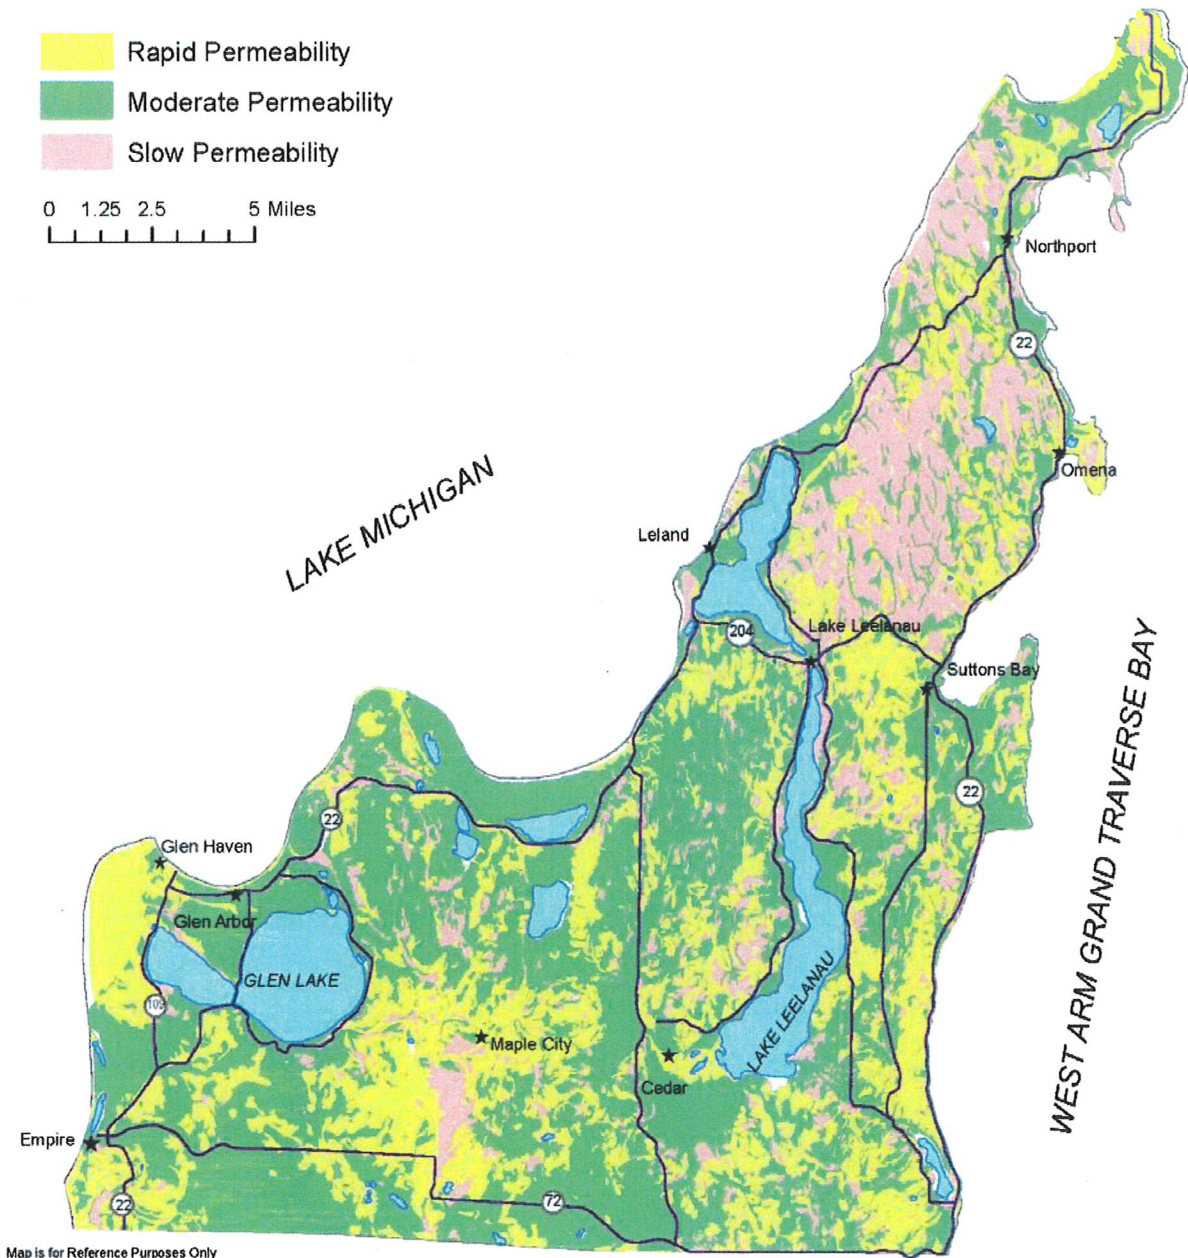 Rapid Permeability
Moderate Permeability
Slow Permeability
0 1.25 2.5 5 Miles
Northport
22
Omena
LAKE MICHIGAN
Leland
204
Lake Leelanau
Suttons Bay
WEST ARM GRAND TRAVERSE BAY
22
22
Glen Haven
Glen Arbor
GLEN LAKE
109
LAKE LEELANAU
Maple City
Cedar
Empire
22
72
Map is for Reference Purposes Only